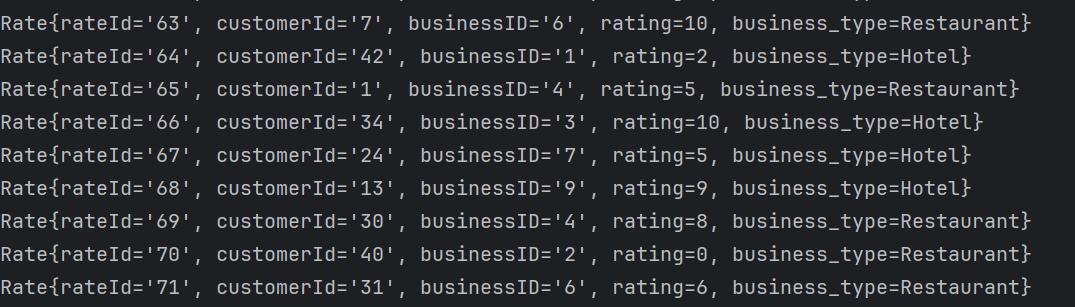 Rate{rateId='63', customerId='7', businessID='6', rating=10, business_type=Restaurant}
Rate{rateId='64', customerId='42', businessID='1', rating=2, business_type=Hotel}
Rate{rateId='65', customerId='1', businessID='4', rating=5, business_type=Restaurant}
Rate{rateId='66', customerId='34', businessID='3', rating=10, business_type=Hotel}
Rate{rateId='67', customerId='24', businessID='7', rating=5, business_type=Hotel}
Rate{rateId='68', customerId='13', businessID='9', rating=9, business_type=Hotel}
Rate{rateId='69', customerId='30', businessID='4', rating=8, business_type=Restaurant}
Rate{rateId='70', customerId='40', businessID='2', rating=0, business_type=Restaurant}
Rate{rateId='71', customerId='31', businessID='6', rating=6, business_type=Restaurant}